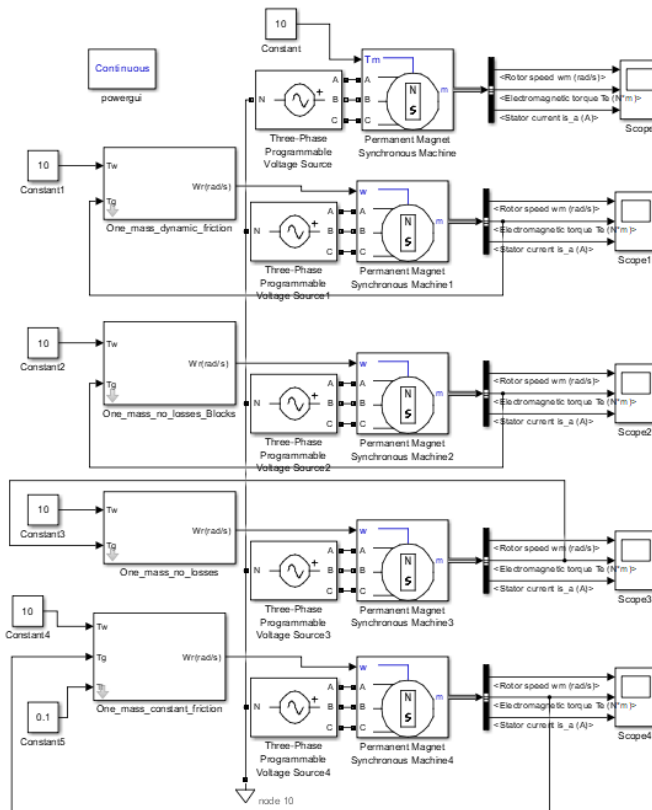 10
Constant
Continuous
powergui
Tm
m
N
S
A
B
C
N
+
A
B
C
Three-Phase
Programmable
Voltage Source
Permanent Magnet
Synchronous Machine
<Rotor speed wm (rad/s)>
<Electromagnetic torque Te (N*m)>
<Stator current is_a (A)>
Scope
10
Constant1
Tw
Tg
Wr(rad/s)
One_mass_dynamic_friction
N
+
A
B
C
Three-Phase
Programmable
Voltage Source1
w
m
N
S
A
B
C
Permanent Magnet
Synchronous Machine1
<Rotor speed wm (rad/s)>
<Electromagnetic torque Te (N*m)>
<Stator current is_a (A)>
Scope1
10
Constant2
Tw
Tg
Wr(rad/s)
One_mass_no_losses_Blocks
N
+
A
B
C
Three-Phase
Programmable
Voltage Source2
w
m
N
S
A
B
C
Permanent Magnet
Synchronous Machine2
<Rotor speed wm (rad/s)>
<Electromagnetic torque Te (N*m)>
<Stator current is_a (A)>
Scope2
10
Constant3
Tw
Tg
Wr(rad/s)
One_mass_no_losses
N
+
A
B
C
Three-Phase
Programmable
Voltage Source3
w
m
N
S
A
B
C
Permanent Magnet
Synchronous Machine3
<Rotor speed wm (rad/s)>
<Electromagnetic torque Te (N*m)>
<Stator current is_a (A)>
Scope3
10
Constant4
0.1
Constant5
Tw
Tg
Wr(rad/s)
One_mass_constant_friction
N
+
A
B
C
Three-Phase
Programmable
Voltage Source4
w
m
N
S
A
B
C
Permanent Magnet
Synchronous Machine4
<Rotor speed wm (rad/s)>
<Electromagnetic torque Te (N*m)>
<Stator current is_a (A)>
Scope4
node 10